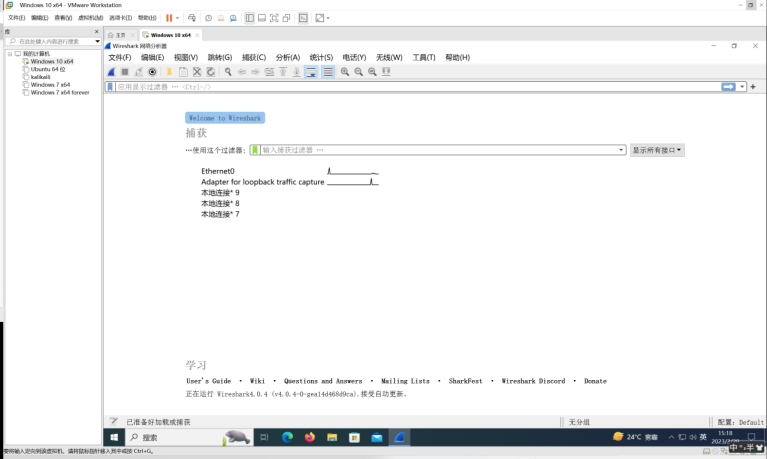 Windows 10 x64 - VMware Workstation
文件(F) 编辑(E) 查看(V) 虚拟机(M) 选项卡(T) 帮助(H)
库
在此处键入内容进行搜索
我的计算机
Windows 10 x64
Ubuntu 64 位
kalikalli
Windows 7 x64
Windows 7 x64 forever
主页
Windows 10 x64
Wireshark 网络分析器
文件(F) 编辑(E) 视图(V) 跳转(G) 捕获(C) 分析(A) 统计(S) 电话(Y) 无线(W) 工具(T) 帮助(H)
应用显示过滤器 … <Ctrl-/>
Welcome to Wireshark
捕获
…使用这个过滤器: 输入捕获过滤器 … 显示所有接口
Ethernet0
Adapter for loopback traffic capture
本地连接* 9
本地连接* 8
本地连接* 7
学习
User's Guide · Wiki · Questions and Answers · Mailing Lists · SharkFest · Wireshark Discord · Donate
正在运行 Wireshark4.0.4 (v4.0.4-0-gea14d468d9ca).接受自动更新。
已准备好加载或捕获 无分组 配置: Default
搜索
24°C 英 15:18
中 半
要将输入定向到该虚拟机，请将鼠标指针移入其中或按 Ctrl+G。